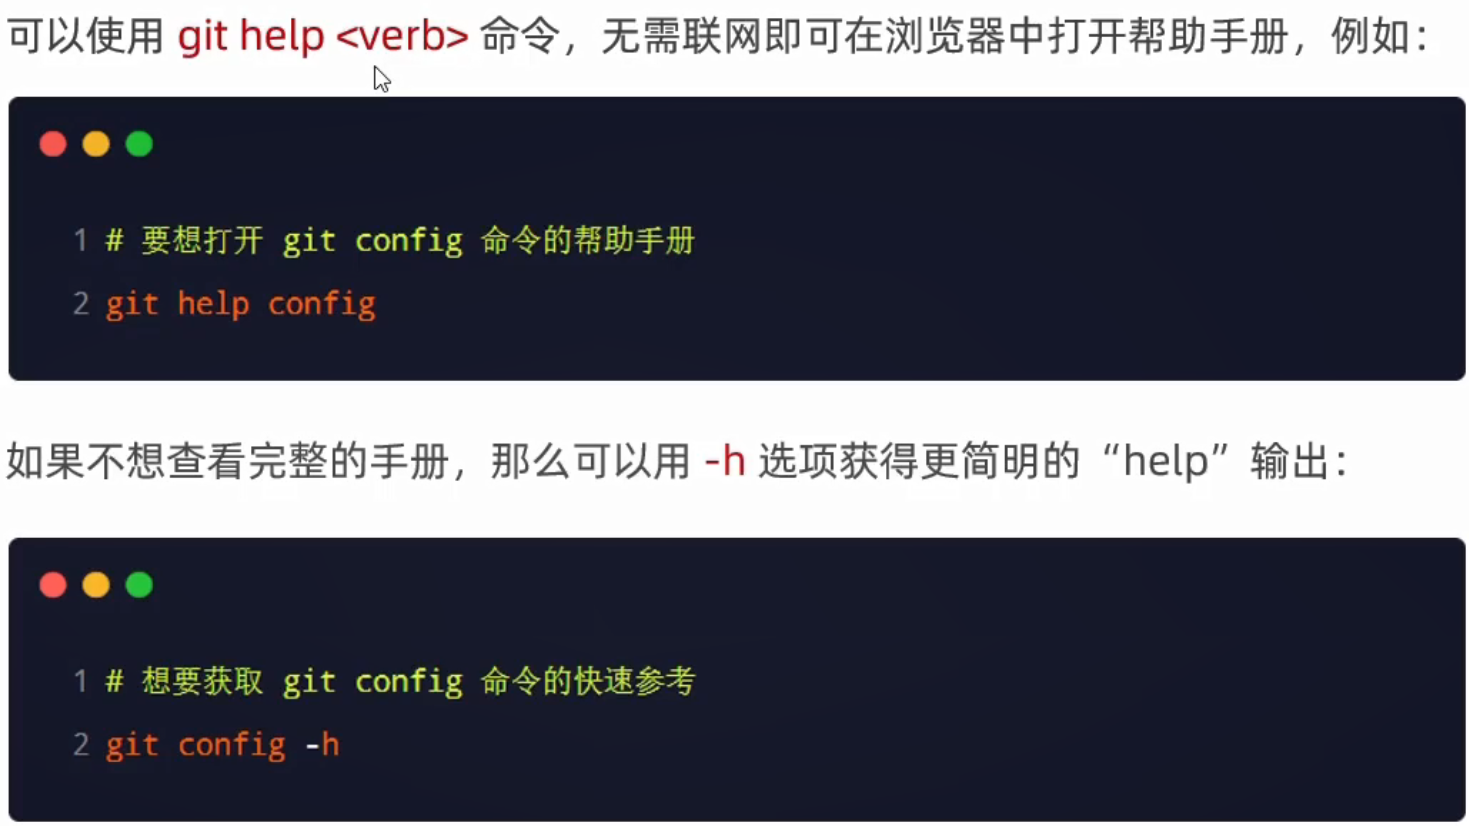 可以使用 git help <verb> 命令，无需联网即可在浏览器中打开帮助手册，例如：
1 # 要想打开 git config 命令的帮助手册
2 git help config
如果不想查看完整的手册，那么可以用 -h 选项获得更简明的“help”输出：
1 # 想要获取 git config 命令的快速参考
2 git config -h